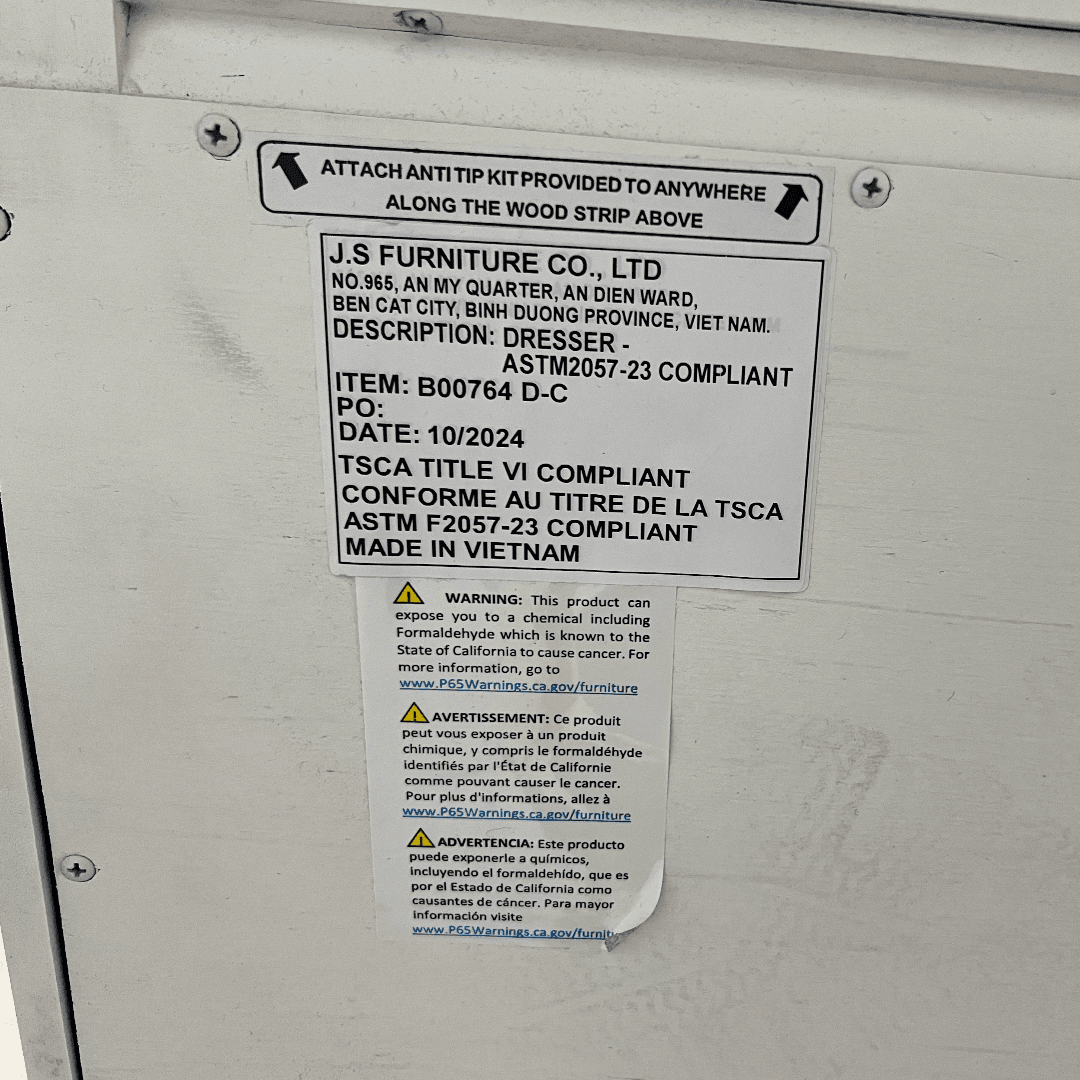 ATTACH ANTI TIP KIT PROVIDED TO ANYWHERE
ALONG THE WOOD STRIP ABOVE
J.S FURNITURE CO., LTD
NO.965, AN MY QUARTER, AN DIEN WARD,
BEN CAT CITY, BINH DUONG PROVINCE, VIET NAM.
DESCRIPTION: DRESSER -
ASTM2057-23 COMPLIANT
ITEM: B00764 D-C
PO:
DATE: 10/2024
TSCA TITLE VI COMPLIANT
CONFORME AU TITRE DE LA TSCA
ASTM F2057-23 COMPLIANT
MADE IN VIETNAM
WARNING: This product can
expose you to a chemical including
Formaldehyde which is known to the
State of California to cause cancer. For
more information, go to
www.P65Warnings.ca.gov/furniture
AVERTISSEMENT: Ce produit
peut vous exposer à un produit
chimique, y compris le formaldéhyde
identifiés par l'État de Californie
comme pouvant causer le cancer.
Pour plus d'informations, allez à
www.P65Warnings.ca.gov/furniture
ADVERTENCIA: Este producto
puede exponerle a químicos,
incluyendo el formaldehído, que es
por el Estado de California como
causantes de cáncer. Para mayor
información visite
www.P65Warnings.ca.gov/furnitu